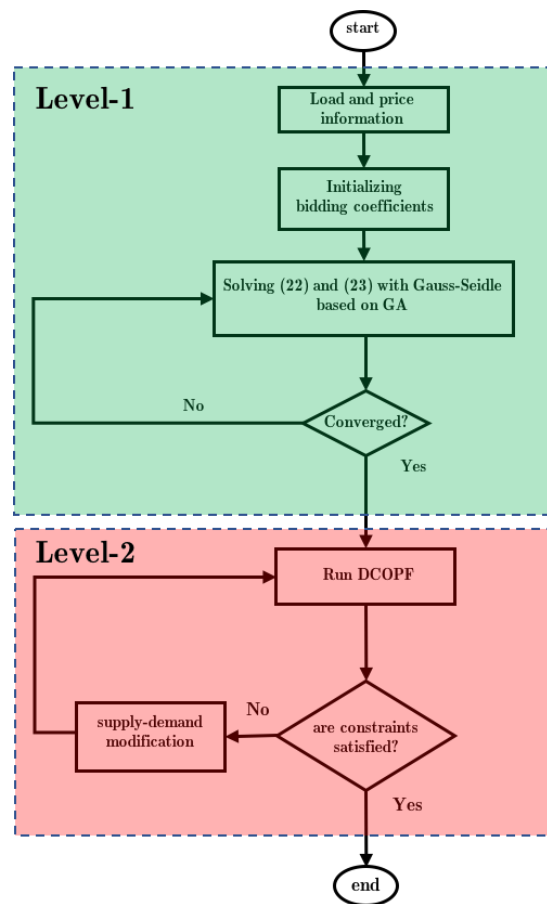 start
Level-1
Load and price
information
Initializing
bidding coefficients
Solving (22) and (23) with Gauss-Seidle
based on GA
No
Converged?
Yes
Level-2
Run DCOPF
No
supply-demand
modification
are constraints
satisfied?
Yes
end